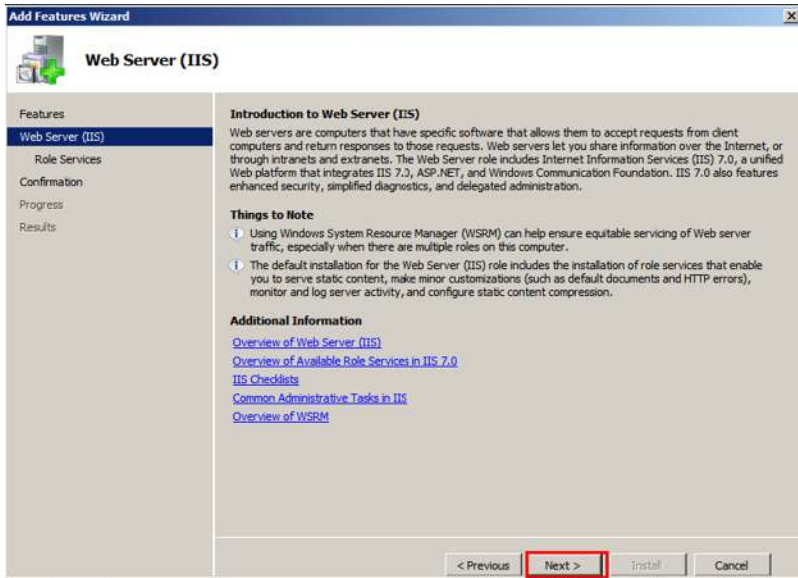 Add Features Wizard
Web Server (IIS)
Features
Web Server (IIS)
Role Services
Confirmation
Progress
Results
Introduction to Web Server (IIS)
Web servers are computers that have specific software that allows them to accept requests from client
computers and return responses to those requests. Web servers let you share information over the Internet, or
through intranets and extranets. The Web Server role includes Internet Information Services (IIS) 7.0, a unified
Web platform that integrates IIS 7.0, ASP.NET, and Windows Communication Foundation. IIS 7.0 also features
enhanced security, simplified diagnostics, and delegated administration.
Things to Note
Using Windows System Resource Manager (WSRM) can help ensure equitable servicing of Web server
traffic, especially when there are multiple roles on this computer.
The default installation for the Web Server (IIS) role includes the installation of role services that enable
you to serve static content, make minor customizations (such as default documents and HTTP errors),
monitor and log server activity, and configure static content compression.
Additional Information
Overview of Web Server (IIS)
Overview of Available Role Services in IIS 7.0
IIS Checklists
Common Administrative Tasks in IIS
Overview of WSRM
< Previous
Next >
Install
Cancel